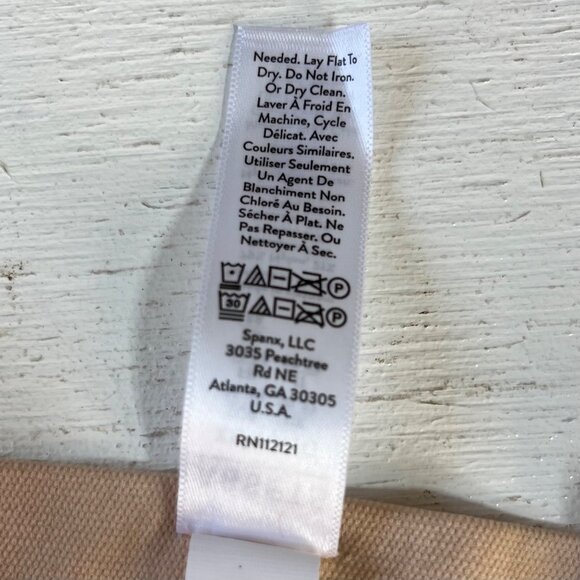 Needed. Lay Flat To
Dry. Do Not Iron.
Or Dry Clean.
Laver À Froid En
Machine, Cycle
Délicat. Avec
Couleurs Similaires.
Utiliser Seulement
Un Agent De
Blanchiment Non
Chloré Au Besoin.
Sécher À Plat. Ne
Pas Repasser. Ou
Nettoyer À Sec.
P
30 P
Spanx, LLC
3035 Peachtree
Rd NE
Atlanta, GA 30305
U.S.A.
RN112121